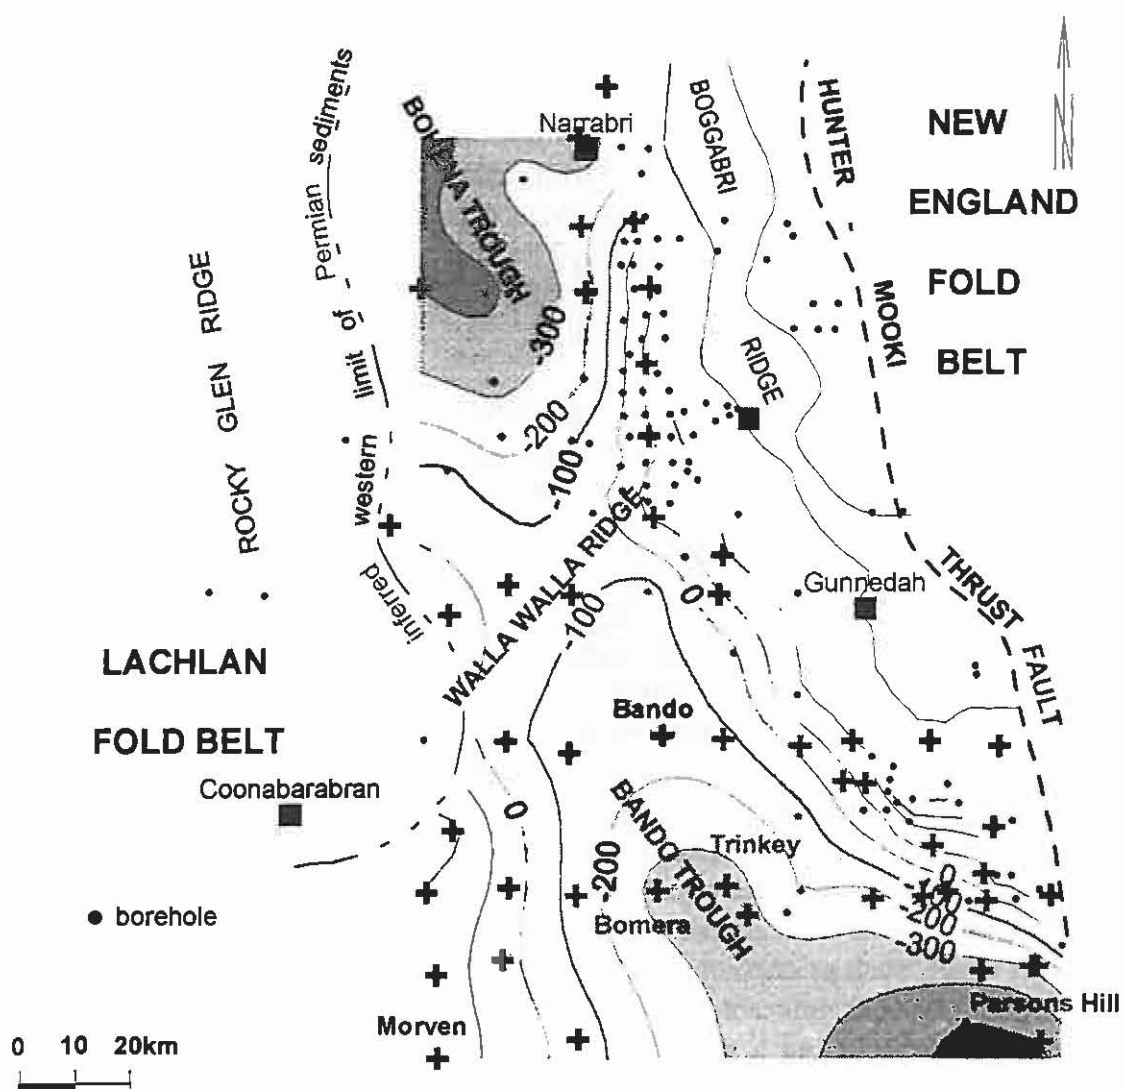 NEW
ENGLAND
FOLD
BELT
HUNTER
MOOKI
THRUST
FAULT
BOGGABRI
RIDGE
Narrabri
BOHENA TROUGH
western limit of Permian sediments
inferred
ROCKY GLEN RIDGE
-300
-200
-100
WALLA WALLA RIDGE
0
-100
Gunnedah
LACHLAN
FOLD BELT
Coonabarabran
Bando
BANDO TROUGH
Trinkey
Bomera
0
-200
0
-100
-200
-300
Parsons Hill
borehole
Morven
0 10 20km